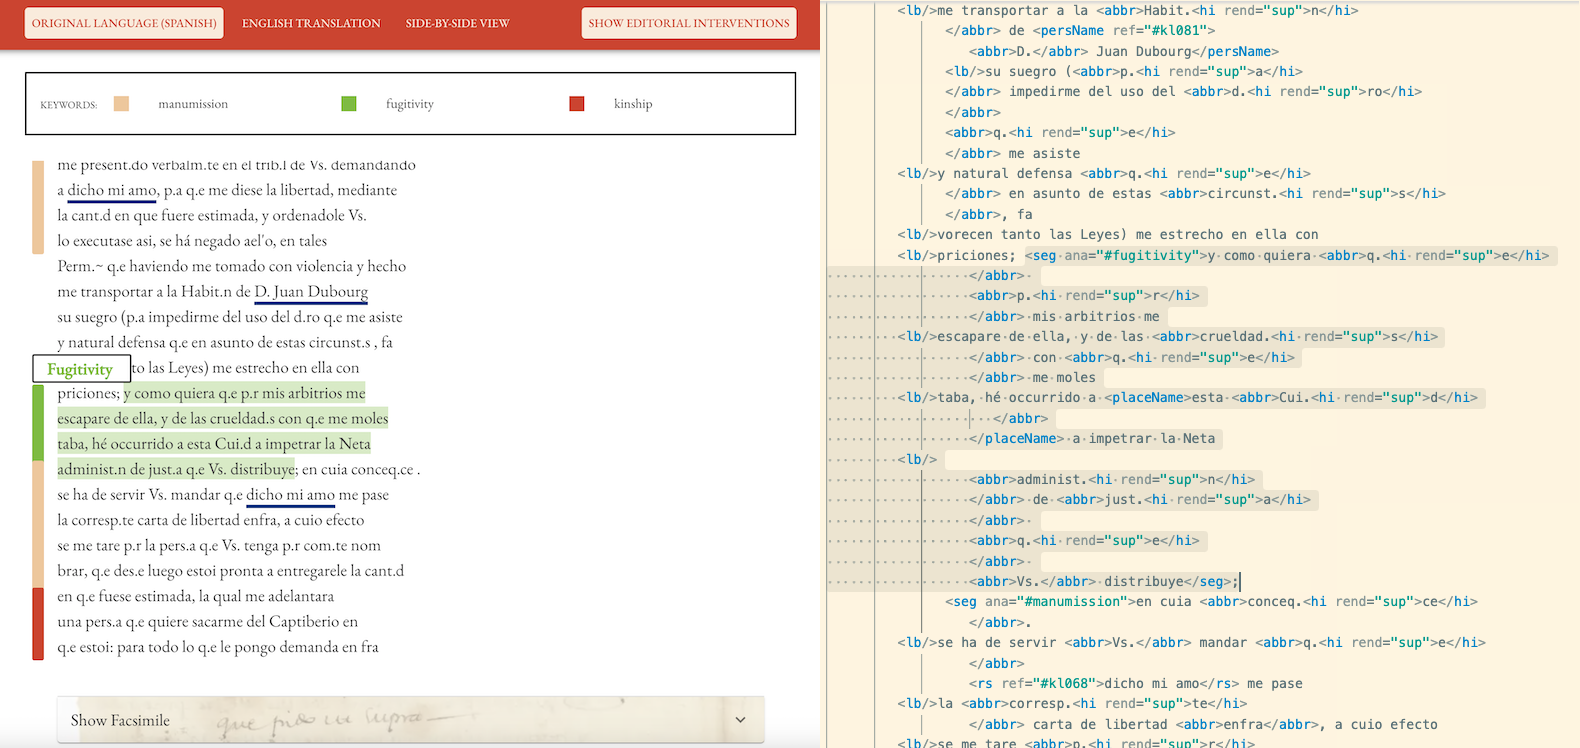 ORIGINAL LANGUAGE (SPANISH)
ENGLISH TRANSLATION
SIDE-BY-SIDE VIEW
SHOW EDITORIAL INTERVENTIONS
KEYWORDS: manumission fugitivity kinship
me present.do verbalm.te en el trib.l de Vs. demandando
a dicho mi amo, p.a q.e me diese la libertad, mediante
la cant.d en que fuere estimada, y ordenadole Vs.
lo executase asi, se há negado ael'o, en tales
Perm.~ q.e haviendo me tomado con violencia y hecho
me transportar a la Habit.n de D. Juan Dubourg
su suegro (p.a impedirme del uso del d.ro q.e me asiste
y natural defensa q.e en asunto de estas circunst.s , fa
Fugitivity
to las Leyes) me estrecho en ella con
priciones; y como quiera q.e p.r mis arbitrios me
escapare de ella, y de las crueldad.s con q.e me moles
taba, hé occurrido a esta Cui.d a impetrar la Neta
administ.n de just.a q.e Vs. distribuye; en cuia conceq.ce .
se ha de servir Vs. mandar q.e dicho mi amo me pase
la corresp.te carta de libertad enfra, a cuio efecto
se me tare p.r la pers.a q.e Vs. tenga p.r com.te nom
brar, q.e des.e luego estoi pronta a entregarele la cant.d
en q.e fuese estimada, la qual me adelantara
una pers.a q.e quiere sacarme del Captiberio en
q.e estoi: para todo lo q.e le pongo demanda en fra
Show Facsimile
que pido ut supra
<lb/>me transportar a la <abbr>Habit.<hi rend="sup">n</hi>
</abbr> de <persName ref="#kl081">
<abbr>D.</abbr> Juan Dubourg</persName>
<lb/>su suegro (<abbr>p.<hi rend="sup">a</hi>
</abbr> impedirme del uso del <abbr>d.<hi rend="sup">ro</hi>
</abbr>
<abbr>q.<hi rend="sup">e</hi>
</abbr> me asiste
<lb/>y natural defensa <abbr>q.<hi rend="sup">e</hi>
</abbr> en asunto de estas <abbr>circunst.<hi rend="sup">s</hi>
</abbr>, fa
<lb/>vorecen tanto las Leyes) me estrecho en ella con
<lb/>priciones; <seg ana="#fugitivity">y como quiera <abbr>q.<hi rend="sup">e</hi>
</abbr>
<abbr>p.<hi rend="sup">r</hi>
</abbr> mis arbitrios me
<lb/>escapare de ella, y de las <abbr>crueldad.<hi rend="sup">s</hi>
</abbr> con <abbr>q.<hi rend="sup">e</hi>
</abbr> me moles
<lb/>taba, hé occurrido a <placeName>esta <abbr>Cui.<hi rend="sup">d</hi>
</abbr>
</placeName> a impetrar la Neta
<lb/>
<abbr>administ.<hi rend="sup">n</hi>
</abbr> de <abbr>just.<hi rend="sup">a</hi>
</abbr>
<abbr>q.<hi rend="sup">e</hi>
</abbr>
<abbr>Vs.</abbr> distribuye</seg>;
<seg ana="#manumission">en cuia <abbr>conceq.<hi rend="sup">ce</hi>
</abbr>.
<lb/>se ha de servir <abbr>Vs.</abbr> mandar <abbr>q.<hi rend="sup">e</hi>
</abbr>
<rs ref="#kl068">dicho mi amo</rs> me pase
<lb/>la <abbr>corresp.<hi rend="sup">te</hi>
</abbr> carta de libertad <abbr>enfra</abbr>, a cuio efecto
<lb/>se me tare <abbr>p.<hi rend="sup">r</hi>